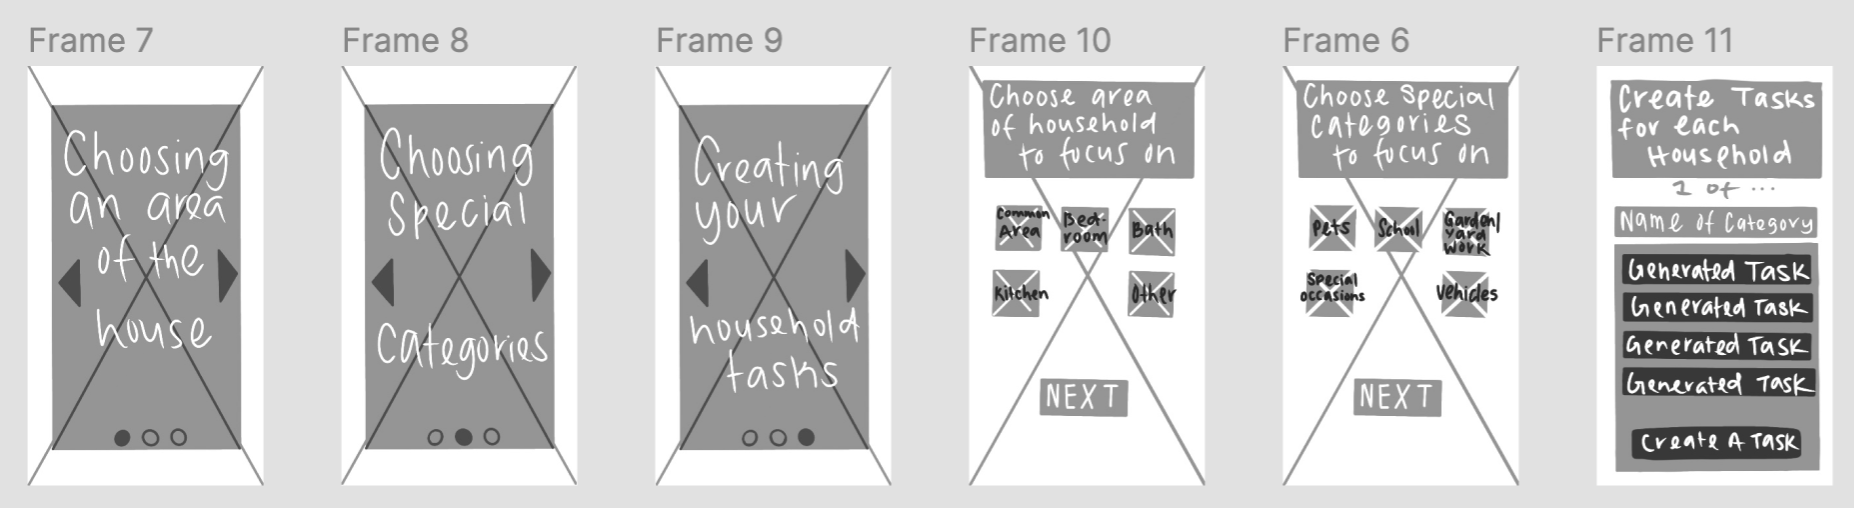 Frame 7
Choosing
an area
of the
house
Frame 8
Choosing
Special
Categories
Frame 9
Creating
your
household
tasks
Frame 10
Choose area
of household
to focus on
Common
Area
Bed-
room
Bath
Kitchen
Other
NEXT
Frame 6
Choose Special
categories
to focus on
Pets
School
Garden/
yard
work
Special
occasions
Vehicles
NEXT
Frame 11
Create Tasks
for each
Household
1 of ...
Name of Category
Generated Task
Generated Task
Generated Task
Generated Task
Create A Task